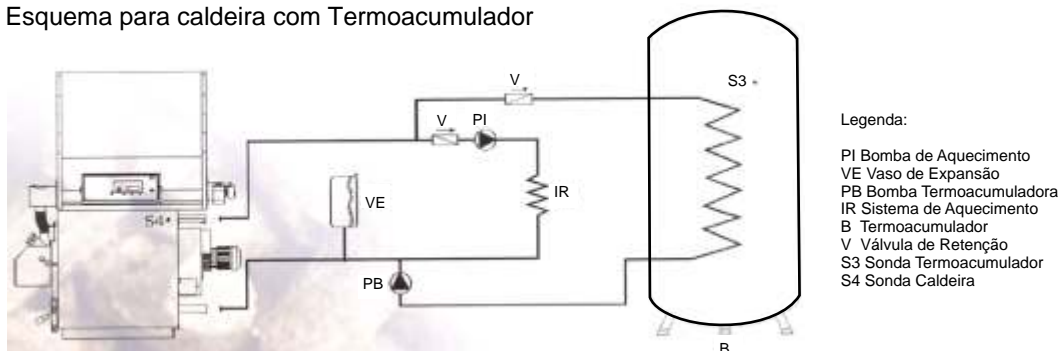 Esquema para caldeira com Termoacumulador
S3
V
V
PI
VE
IR
S4
PB
B
Legenda:
PI Bomba de Aquecimento
VE Vaso de Expansão
PB Bomba Termoacumuladora
IR Sistema de Aquecimento
B Termoacumulador
V Válvula de Retenção
S3 Sonda Termoacumulador
S4 Sonda Caldeira